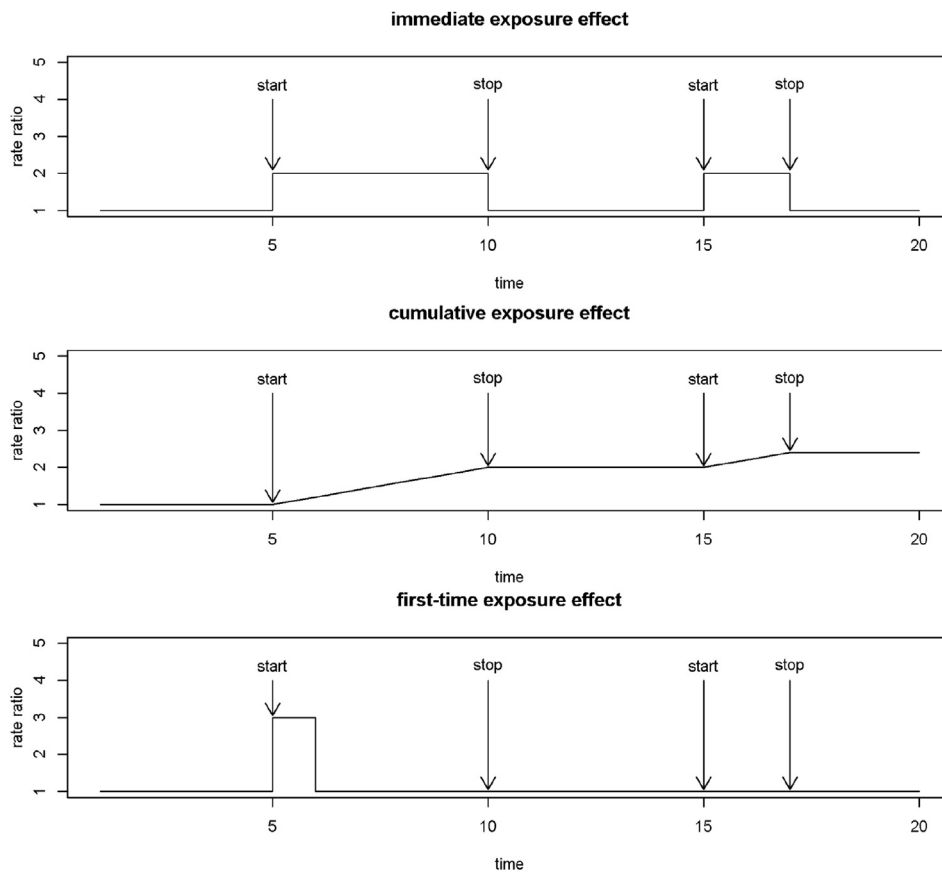 immediate exposure effect
5
4
3
2
1
rate ratio
start
stop
start
stop
5
10
15
20
time
cumulative exposure effect
5
4
3
2
1
rate ratio
start
stop
start
stop
5
10
15
20
time
first-time exposure effect
5
4
3
2
1
rate ratio
start
stop
start
stop
5
10
15
20
time